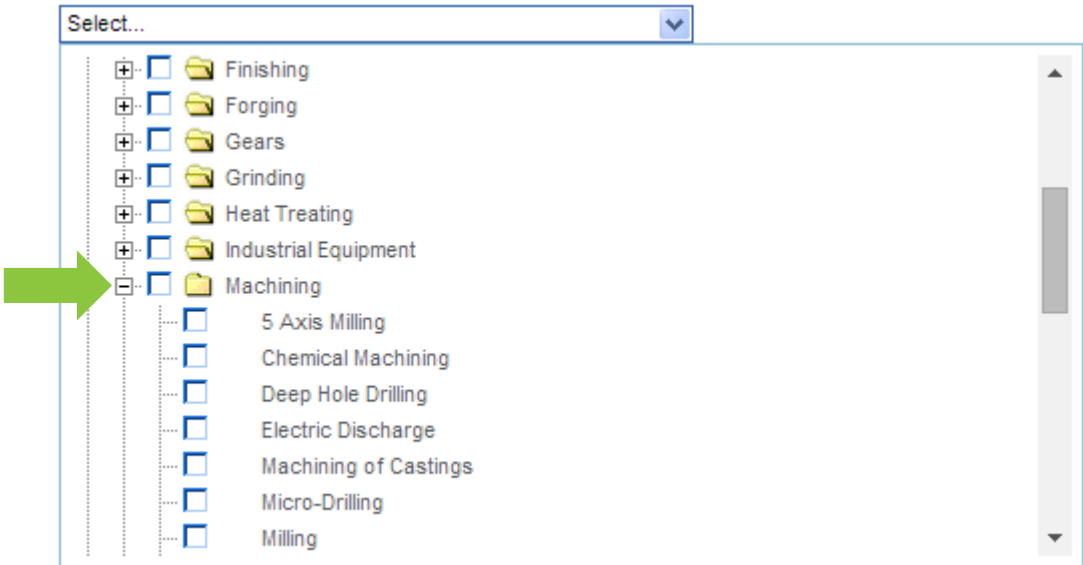 Select...
Finishing
Forging
Gears
Grinding
Heat Treating
Industrial Equipment
Machining
5 Axis Milling
Chemical Machining
Deep Hole Drilling
Electric Discharge
Machining of Castings
Micro-Drilling
Milling